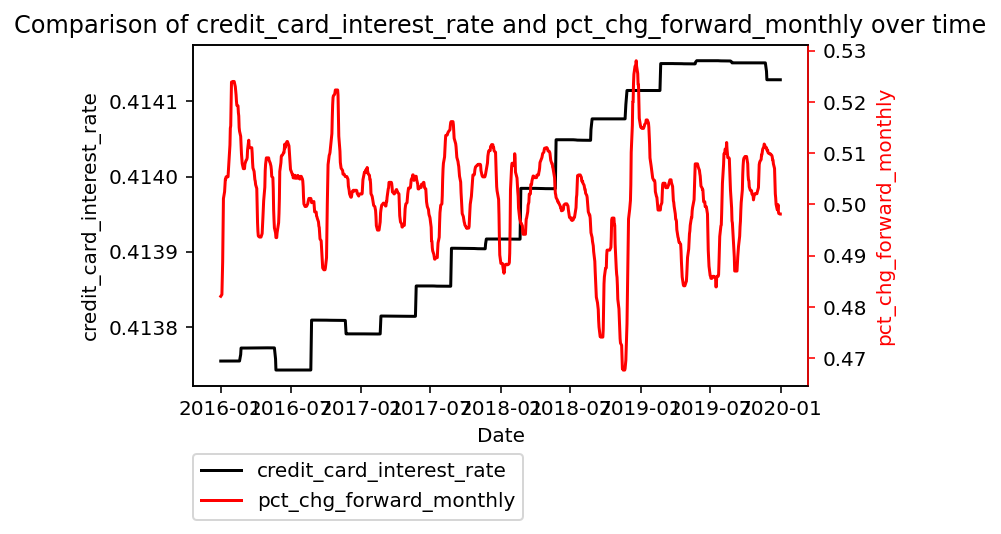 Comparison of credit_card_interest_rate and pct_chg_forward_monthly over time
credit_card_interest_rate
0.4141
0.4140
0.4139
0.4138
0.53
0.52
0.51
0.50
0.49
0.48
0.47
pct_chg_forward_monthly
2016-01 2016-07 2017-01 2017-07 2018-01 2018-07 2019-01 2019-07 2020-01
Date
credit_card_interest_rate
pct_chg_forward_monthly